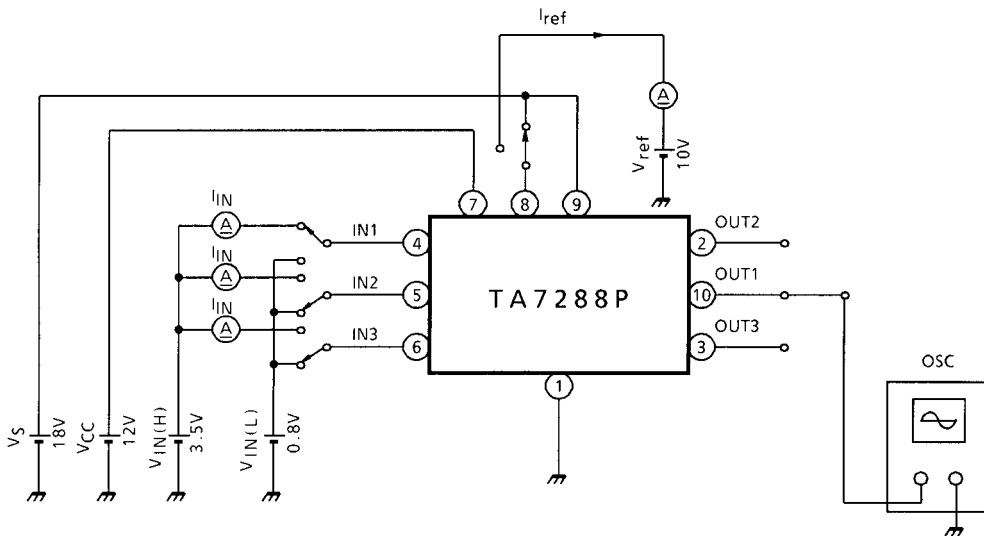 Iref
A
Vref
10V
7
8
9
IIN
A
IN1
4
IIN
A
IN2
5
IIN
A
IN3
6
TA7288P
2
OUT2
10
OUT1
3
OUT3
1
OSC
VS
18V
VCC
12V
VIN(H)
3.5V
VIN(L)
0.8V